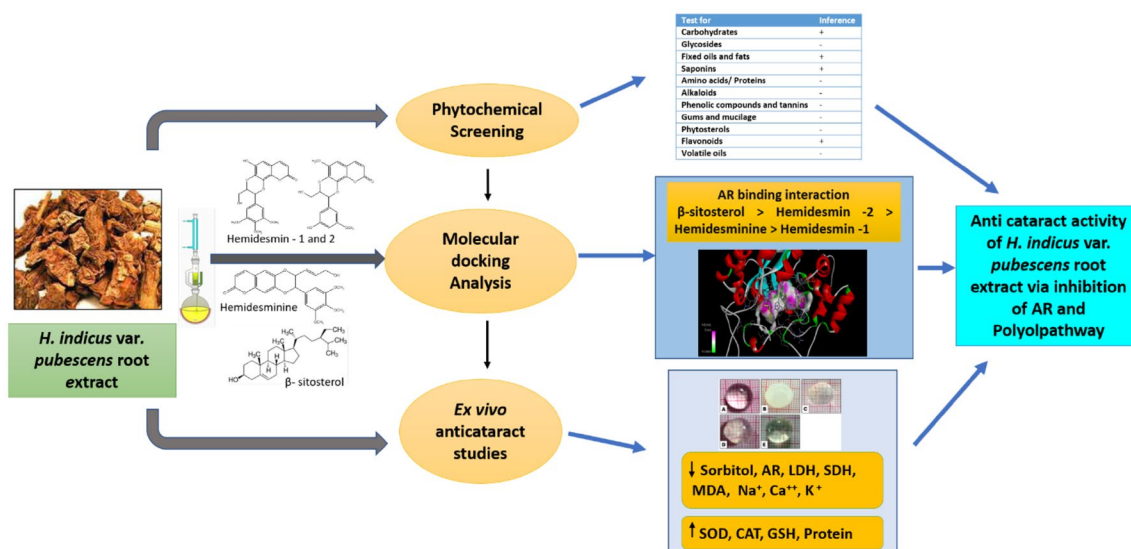 H. indicus var.
pubescens root
extract
Hemidesmin - 1 and 2
Hemidesminine
β- sitosterol
Phytochemical
Screening
Molecular
docking
Analysis
Ex vivo
anticataract
studies
Test for Inference
Carbohydrates +
Glycosides -
Fixed oils and fats +
Saponins +
Amino acids/ Proteins -
Alkaloids -
Phenolic compounds and tannins -
Gums and mucilage -
Phytosterols -
Flavonoids +
Volatile oils -
AR binding interaction
β-sitosterol > Hemidesmin -2 >
Hemidesminine > Hemidesmin -1
A B C
D E
↓ Sorbitol, AR, LDH, SDH,
MDA, Na⁺, Ca⁺⁺, K⁺
↑ SOD, CAT, GSH, Protein
Anti cataract activity
of H. indicus var.
pubescens root
extract via inhibition
of AR and
Polyolpathway